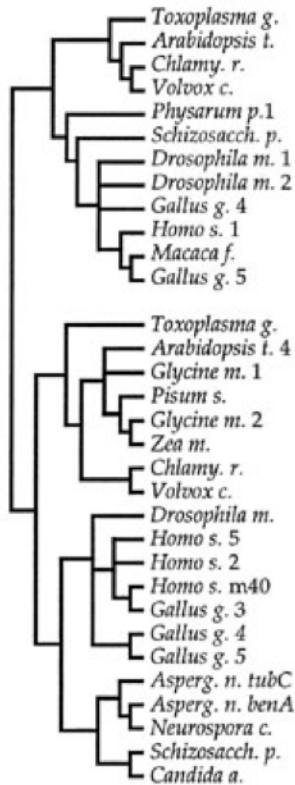 Toxoplasma g.
Arabidopsis t.
Chlamy. r.
Volvox c.
Physarum p.1
Schizosacch. p.
Drosophila m. 1
Drosophila m. 2
Gallus g. 4
Homo s. 1
Macaca f.
Gallus g. 5
Toxoplasma g.
Arabidopsis t. 4
Glycine m. 1
Pisum s.
Glycine m. 2
Zea m.
Chlamy. r.
Volvox c.
Drosophila m.
Homo s. 5
Homo s. 2
Homo s. m40
Gallus g. 3
Gallus g. 4
Gallus g. 5
Asperg. n. tubC
Asperg. n. benA
Neurospora c.
Schizosacch. p.
Candida a.